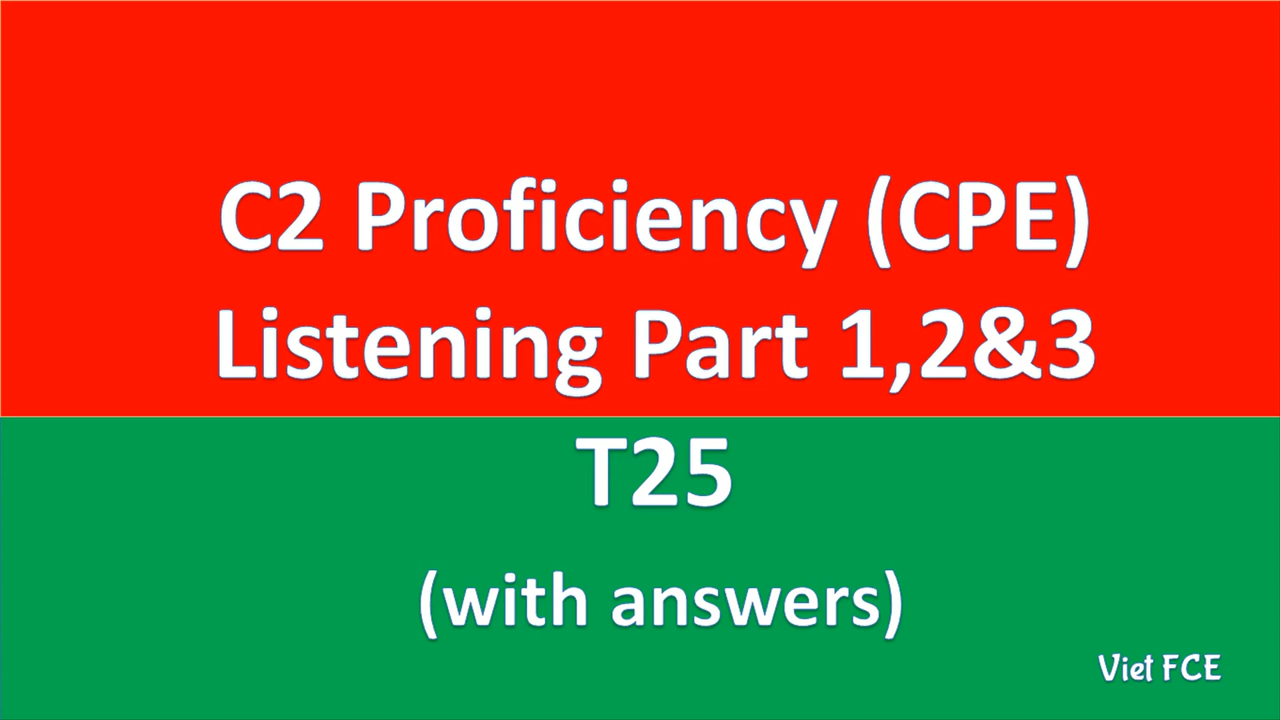 C2 Proficiency (CPE)
Listening Part 1,2&3
T25
(with answers)
Viet FCE